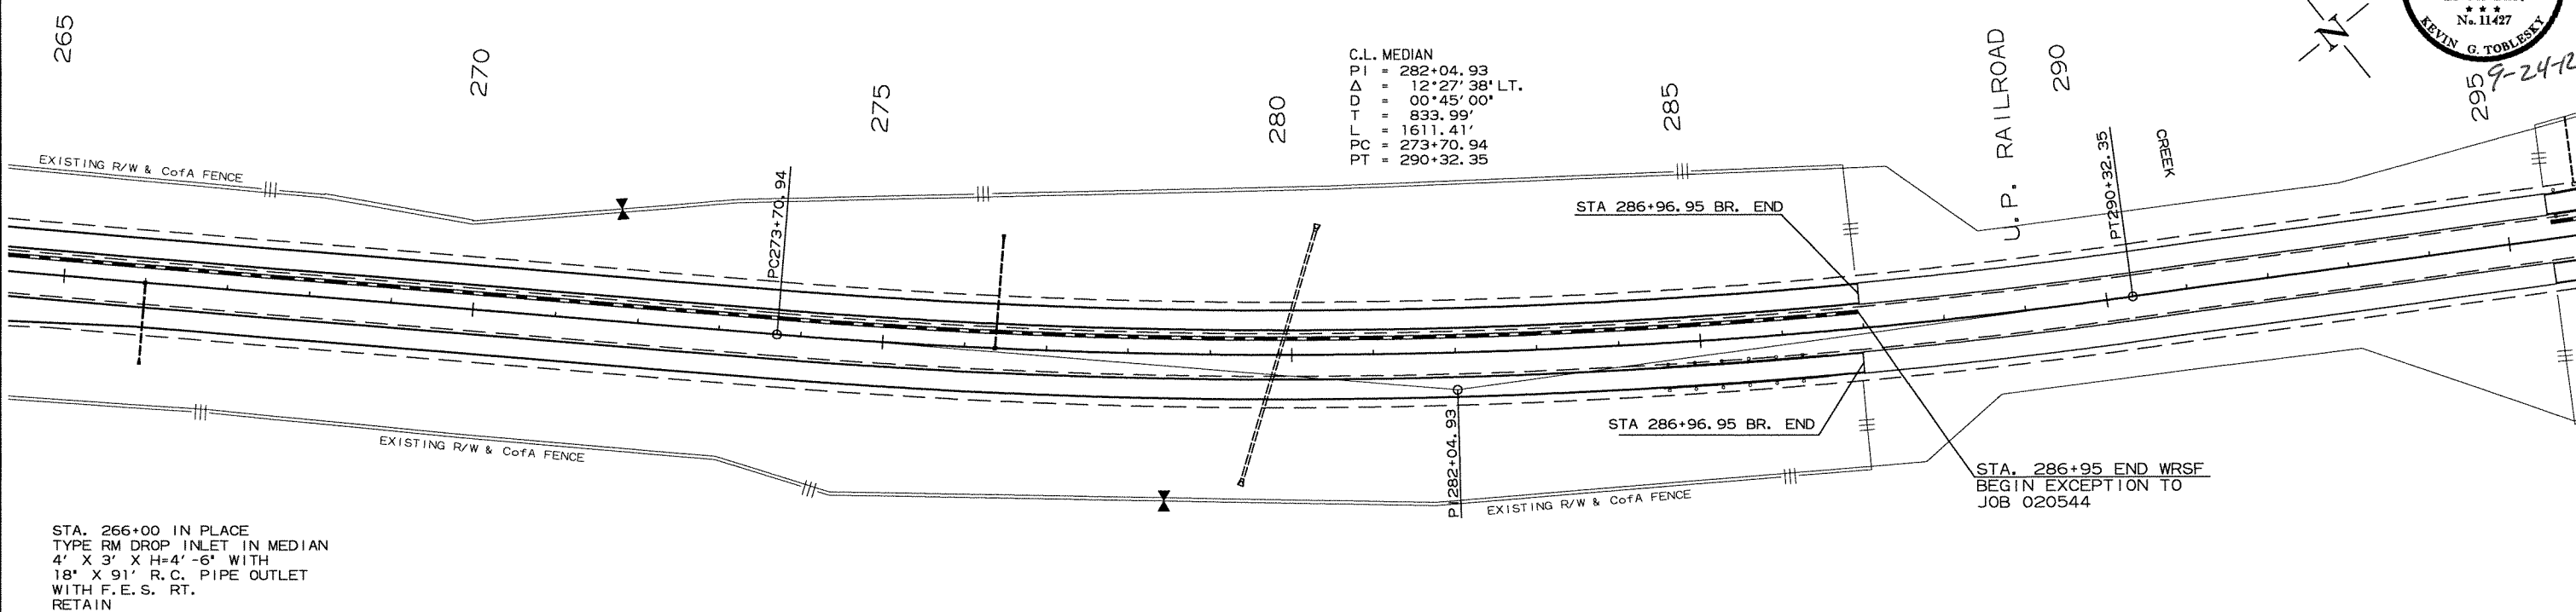 265
270
275
280
285
290
295
C.L. MEDIAN
PI = 282+04.93
Δ = 12°27'38" LT.
D = 00°45'00"
T = 833.99'
L = 1611.41'
PC = 273+70.94
PT = 290+32.35
U.P. RAILROAD
CREEK
N
★ ★ ★
No. 11427
KEVIN G. TOBLESKY
9-24-12
EXISTING R/W & CofA FENCE
PC273+70.94
STA 286+96.95 BR. END
PT290+32.35
EXISTING R/W & CofA FENCE
PI282+04.93
STA 286+96.95 BR. END
EXISTING R/W & CofA FENCE
STA. 286+95 END WRSF
BEGIN EXCEPTION TO
JOB 020544
STA. 266+00 IN PLACE
TYPE RM DROP INLET IN MEDIAN
4' X 3' X H=4'-6" WITH
18" X 91' R.C. PIPE OUTLET
WITH F.E.S. RT.
RETAIN